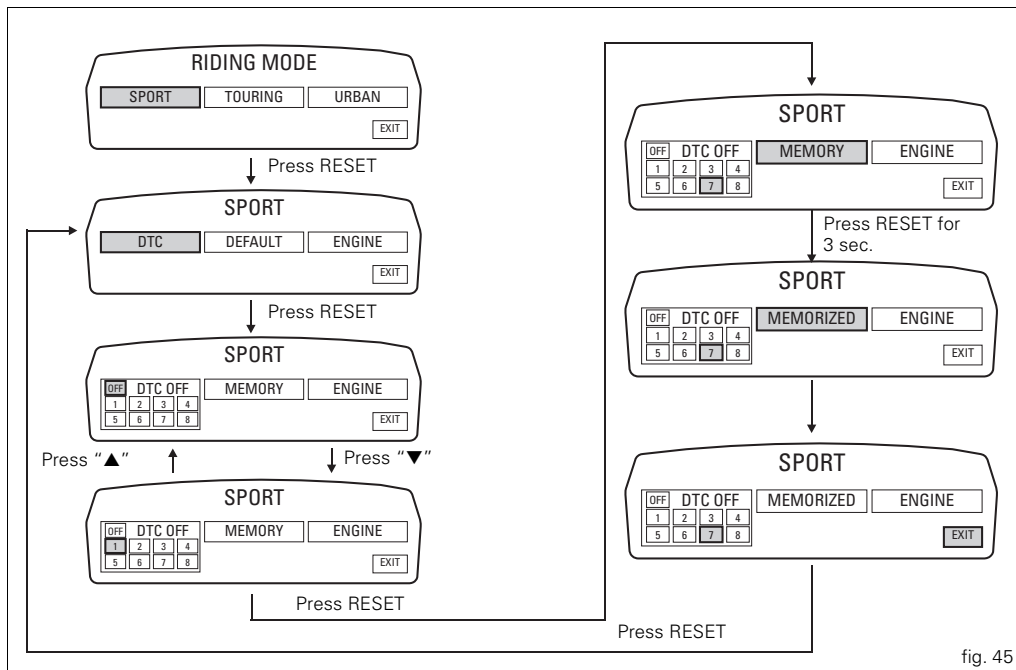 RIDING MODE
SPORT TOURING URBAN
EXIT
Press RESET
SPORT
DTC DEFAULT ENGINE
EXIT
Press RESET
SPORT
OFF DTC OFF MEMORY ENGINE
1 2 3 4
5 6 7 8
EXIT
Press "▲"
Press "▼"
SPORT
OFF DTC OFF MEMORY ENGINE
1 2 3 4
5 6 7 8
EXIT
Press RESET
SPORT
OFF DTC OFF MEMORY ENGINE
1 2 3 4
5 6 7 8
EXIT
Press RESET for
3 sec.
SPORT
OFF DTC OFF MEMORIZED ENGINE
1 2 3 4
5 6 7 8
EXIT
SPORT
OFF DTC OFF MEMORIZED ENGINE
1 2 3 4
5 6 7 8
EXIT
Press RESET
fig. 45